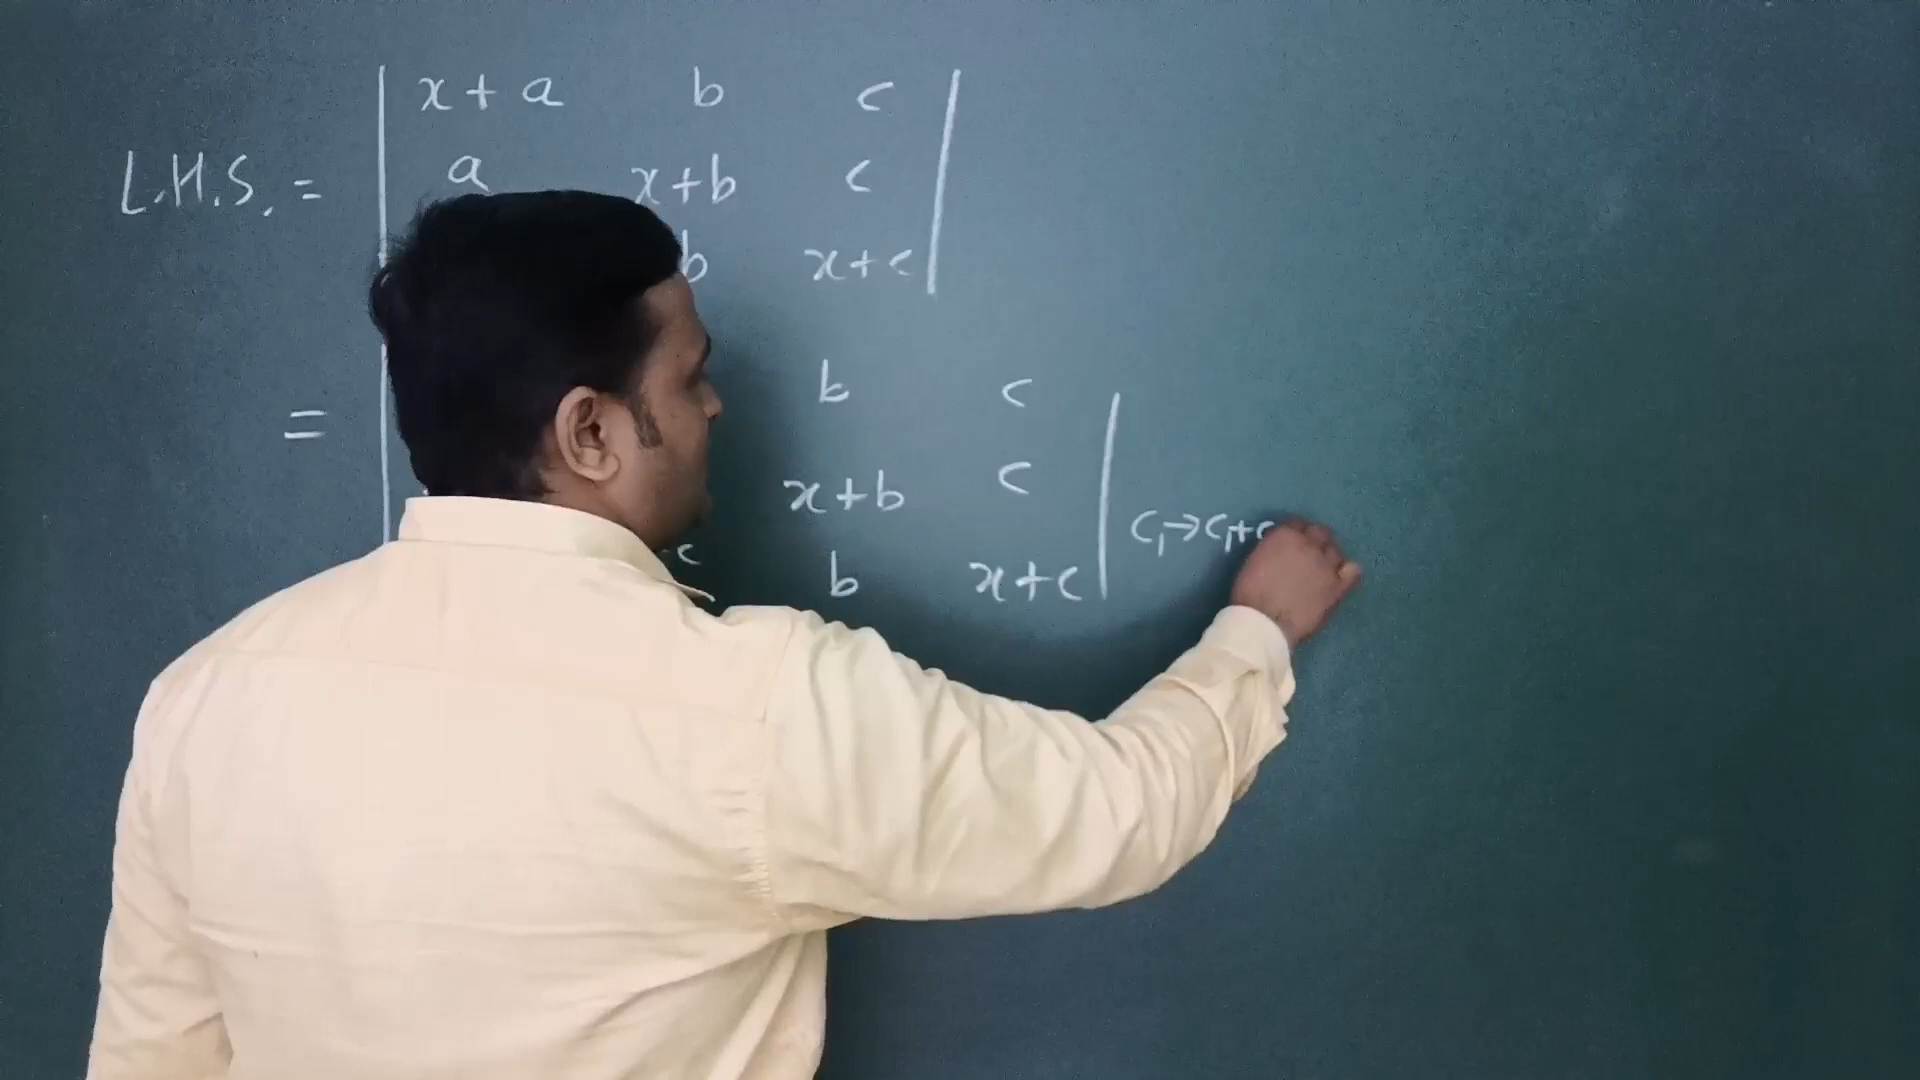 x+a b c
L.H.S. = a x+b c
b x+c
= b c
x+b c
c b x+c C₁→C₁+C